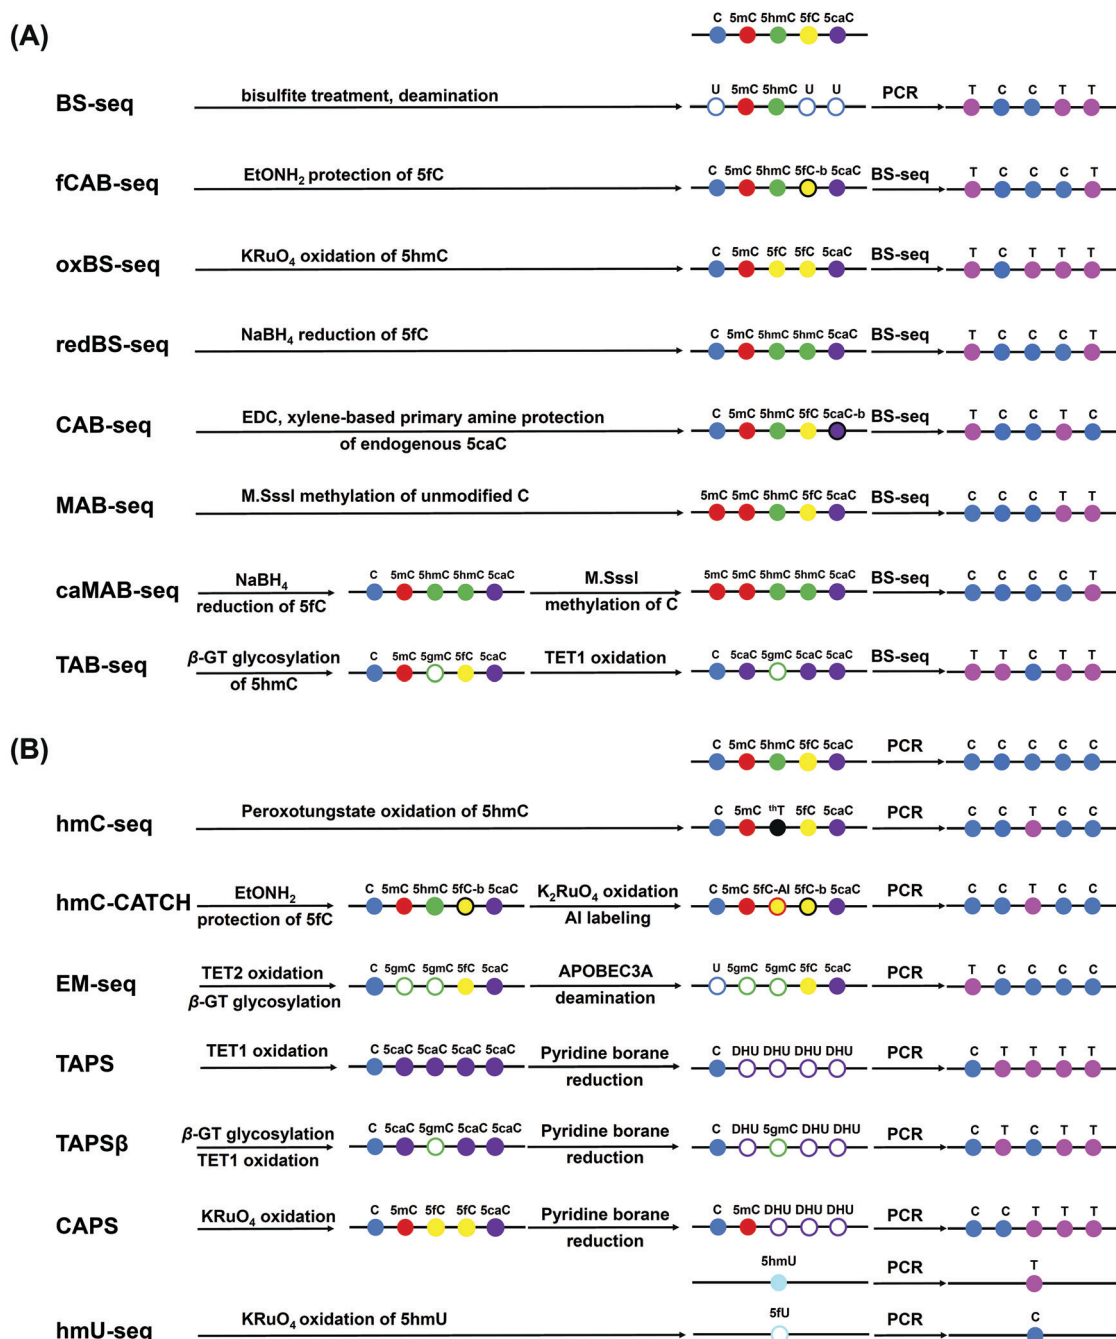 (A)
C 5mC 5hmC 5fC 5caC
BS-seq bisulfite treatment, deamination U 5mC 5hmC U U PCR T C C T T
fCAB-seq EtONH₂ protection of 5fC C 5mC 5hmC 5fC-b 5caC BS-seq T C C C T
oxBS-seq KRuO₄ oxidation of 5hmC C 5mC 5fC 5fC 5caC BS-seq T C T T T
redBS-seq NaBH₄ reduction of 5fC C 5mC 5hmC 5hmC 5caC BS-seq T C C C T
CAB-seq EDC, xylene-based primary amine protection C 5mC 5hmC 5fC 5caC-b BS-seq T C C T C
of endogenous 5caC
MAB-seq M.SssI methylation of unmodified C 5mC 5mC 5hmC 5fC 5caC BS-seq C C C T T
caMAB-seq NaBH₄ C 5mC 5hmC 5hmC 5caC M.SssI 5mC 5mC 5hmC 5hmC 5caC BS-seq C C C C T
reduction of 5fC methylation of C
TAB-seq β-GT glycosylation C 5mC 5gmC 5fC 5caC TET1 oxidation C 5caC 5gmC 5caC 5caC BS-seq T T C T T
of 5hmC
(B)
C 5mC 5hmC 5fC 5caC PCR C C C C C
hmC-seq Peroxotungstate oxidation of 5hmC C 5mC ᵗʰT 5fC 5caC PCR C C T C C
hmC-CATCH EtONH₂ C 5mC 5hmC 5fC-b 5caC K₂RuO₄ oxidation C 5mC 5fC-AI 5fC-b 5caC PCR C C T C C
protection of 5fC AI labeling
EM-seq TET2 oxidation C 5gmC 5gmC 5fC 5caC APOBEC3A U 5gmC 5gmC 5fC 5caC PCR T C C C C
β-GT glycosylation deamination
TAPS TET1 oxidation C 5caC 5caC 5caC 5caC Pyridine borane C DHU DHU DHU DHU PCR C T T T T
reduction
TAPSβ β-GT glycosylation C 5caC 5gmC 5caC 5caC Pyridine borane C DHU 5gmC DHU DHU PCR C T C T T
TET1 oxidation reduction
CAPS KRuO₄ oxidation C 5mC 5fC 5fC 5caC Pyridine borane C 5mC DHU DHU DHU PCR C C T T T
reduction
5hmU PCR T
hmU-seq KRuO₄ oxidation of 5hmU 5fU PCR C